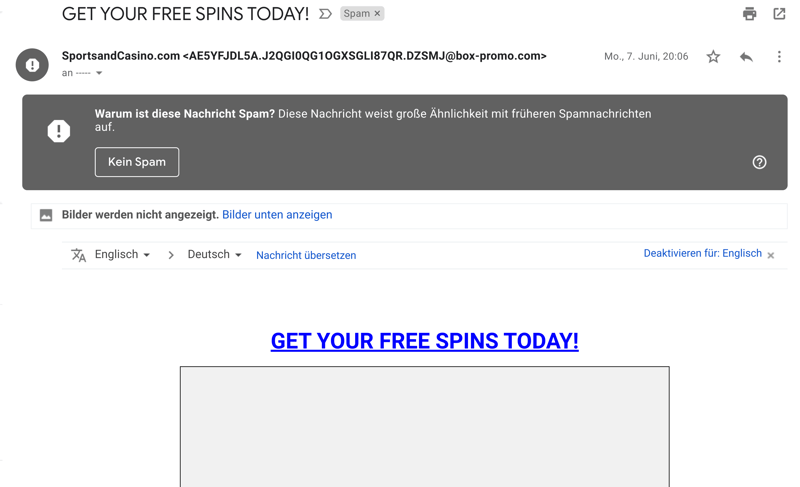 GET YOUR FREE SPINS TODAY! Spam ×
SportsandCasino.com <AE5YFJDL5A.J2QGI0QG1OGXSGLI87QR.DZSMJ@box-promo.com> Mo., 7. Juni, 20:06
an -----
Warum ist diese Nachricht Spam? Diese Nachricht weist große Ähnlichkeit mit früheren Spamnachrichten
auf.
Kein Spam
Bilder werden nicht angezeigt. Bilder unten anzeigen
Englisch > Deutsch Nachricht übersetzen Deaktivieren für: Englisch ×
GET YOUR FREE SPINS TODAY!